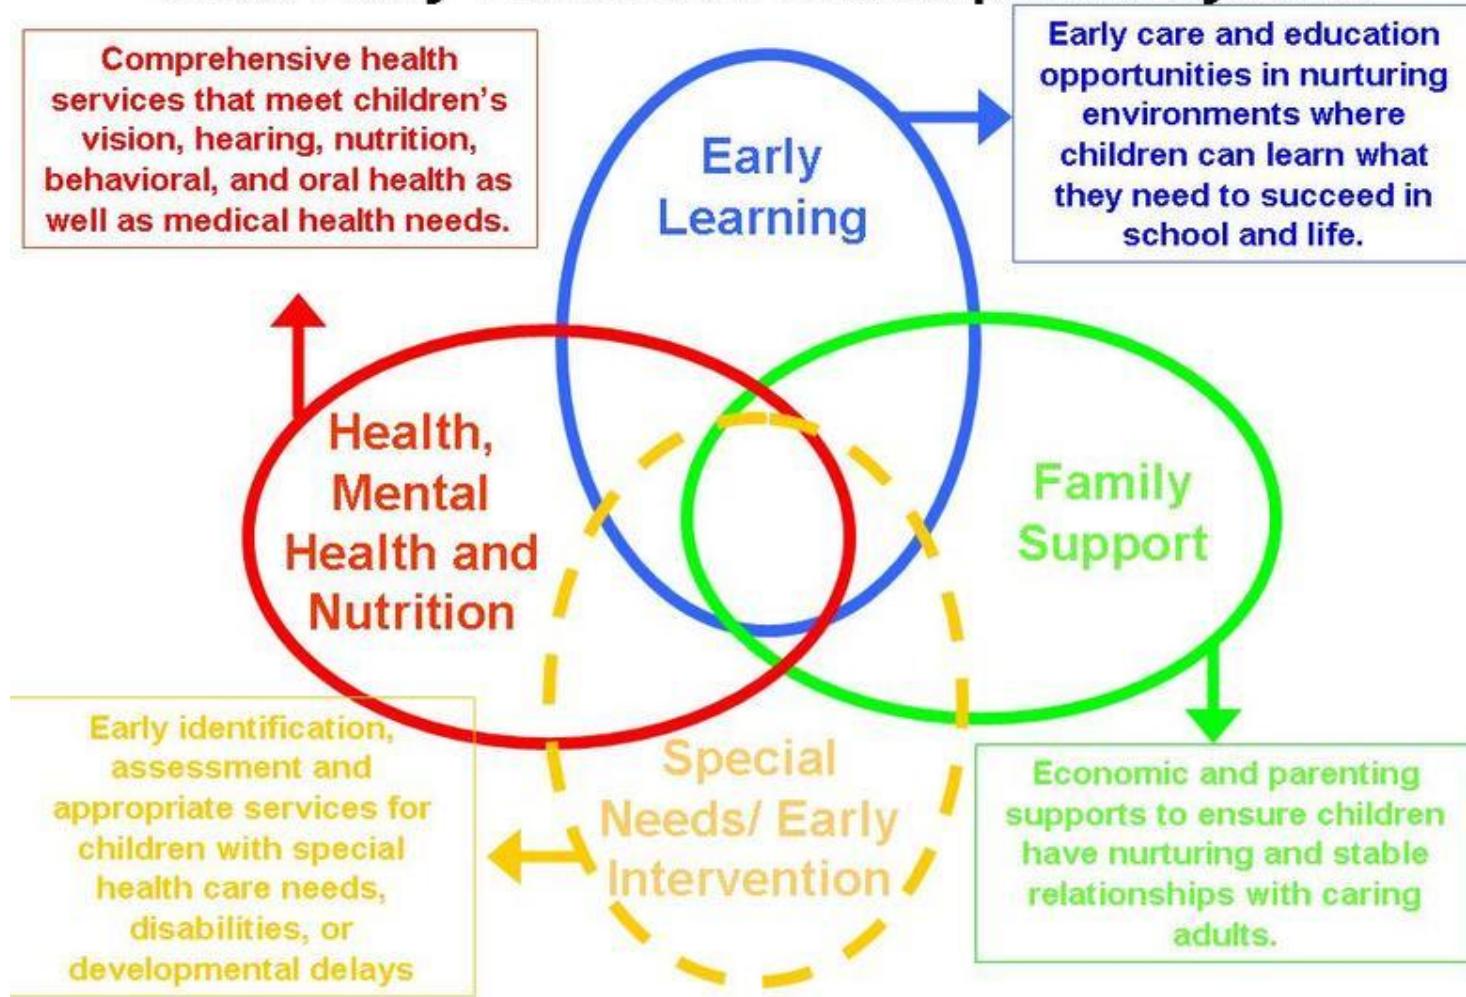 Comprehensive health
services that meet children's
vision, hearing, nutrition,
behavioral, and oral health as
well as medical health needs.
Early care and education
opportunities in nurturing
environments where
children can learn what
they need to succeed in
school and life.
Early
Learning
Health,
Mental
Health and
Nutrition
Family
Support
Special
Needs/ Early
Intervention
Early identification,
assessment and
appropriate services for
children with special
health care needs,
disabilities, or
developmental delays
Economic and parenting
supports to ensure children
have nurturing and stable
relationships with caring
adults.